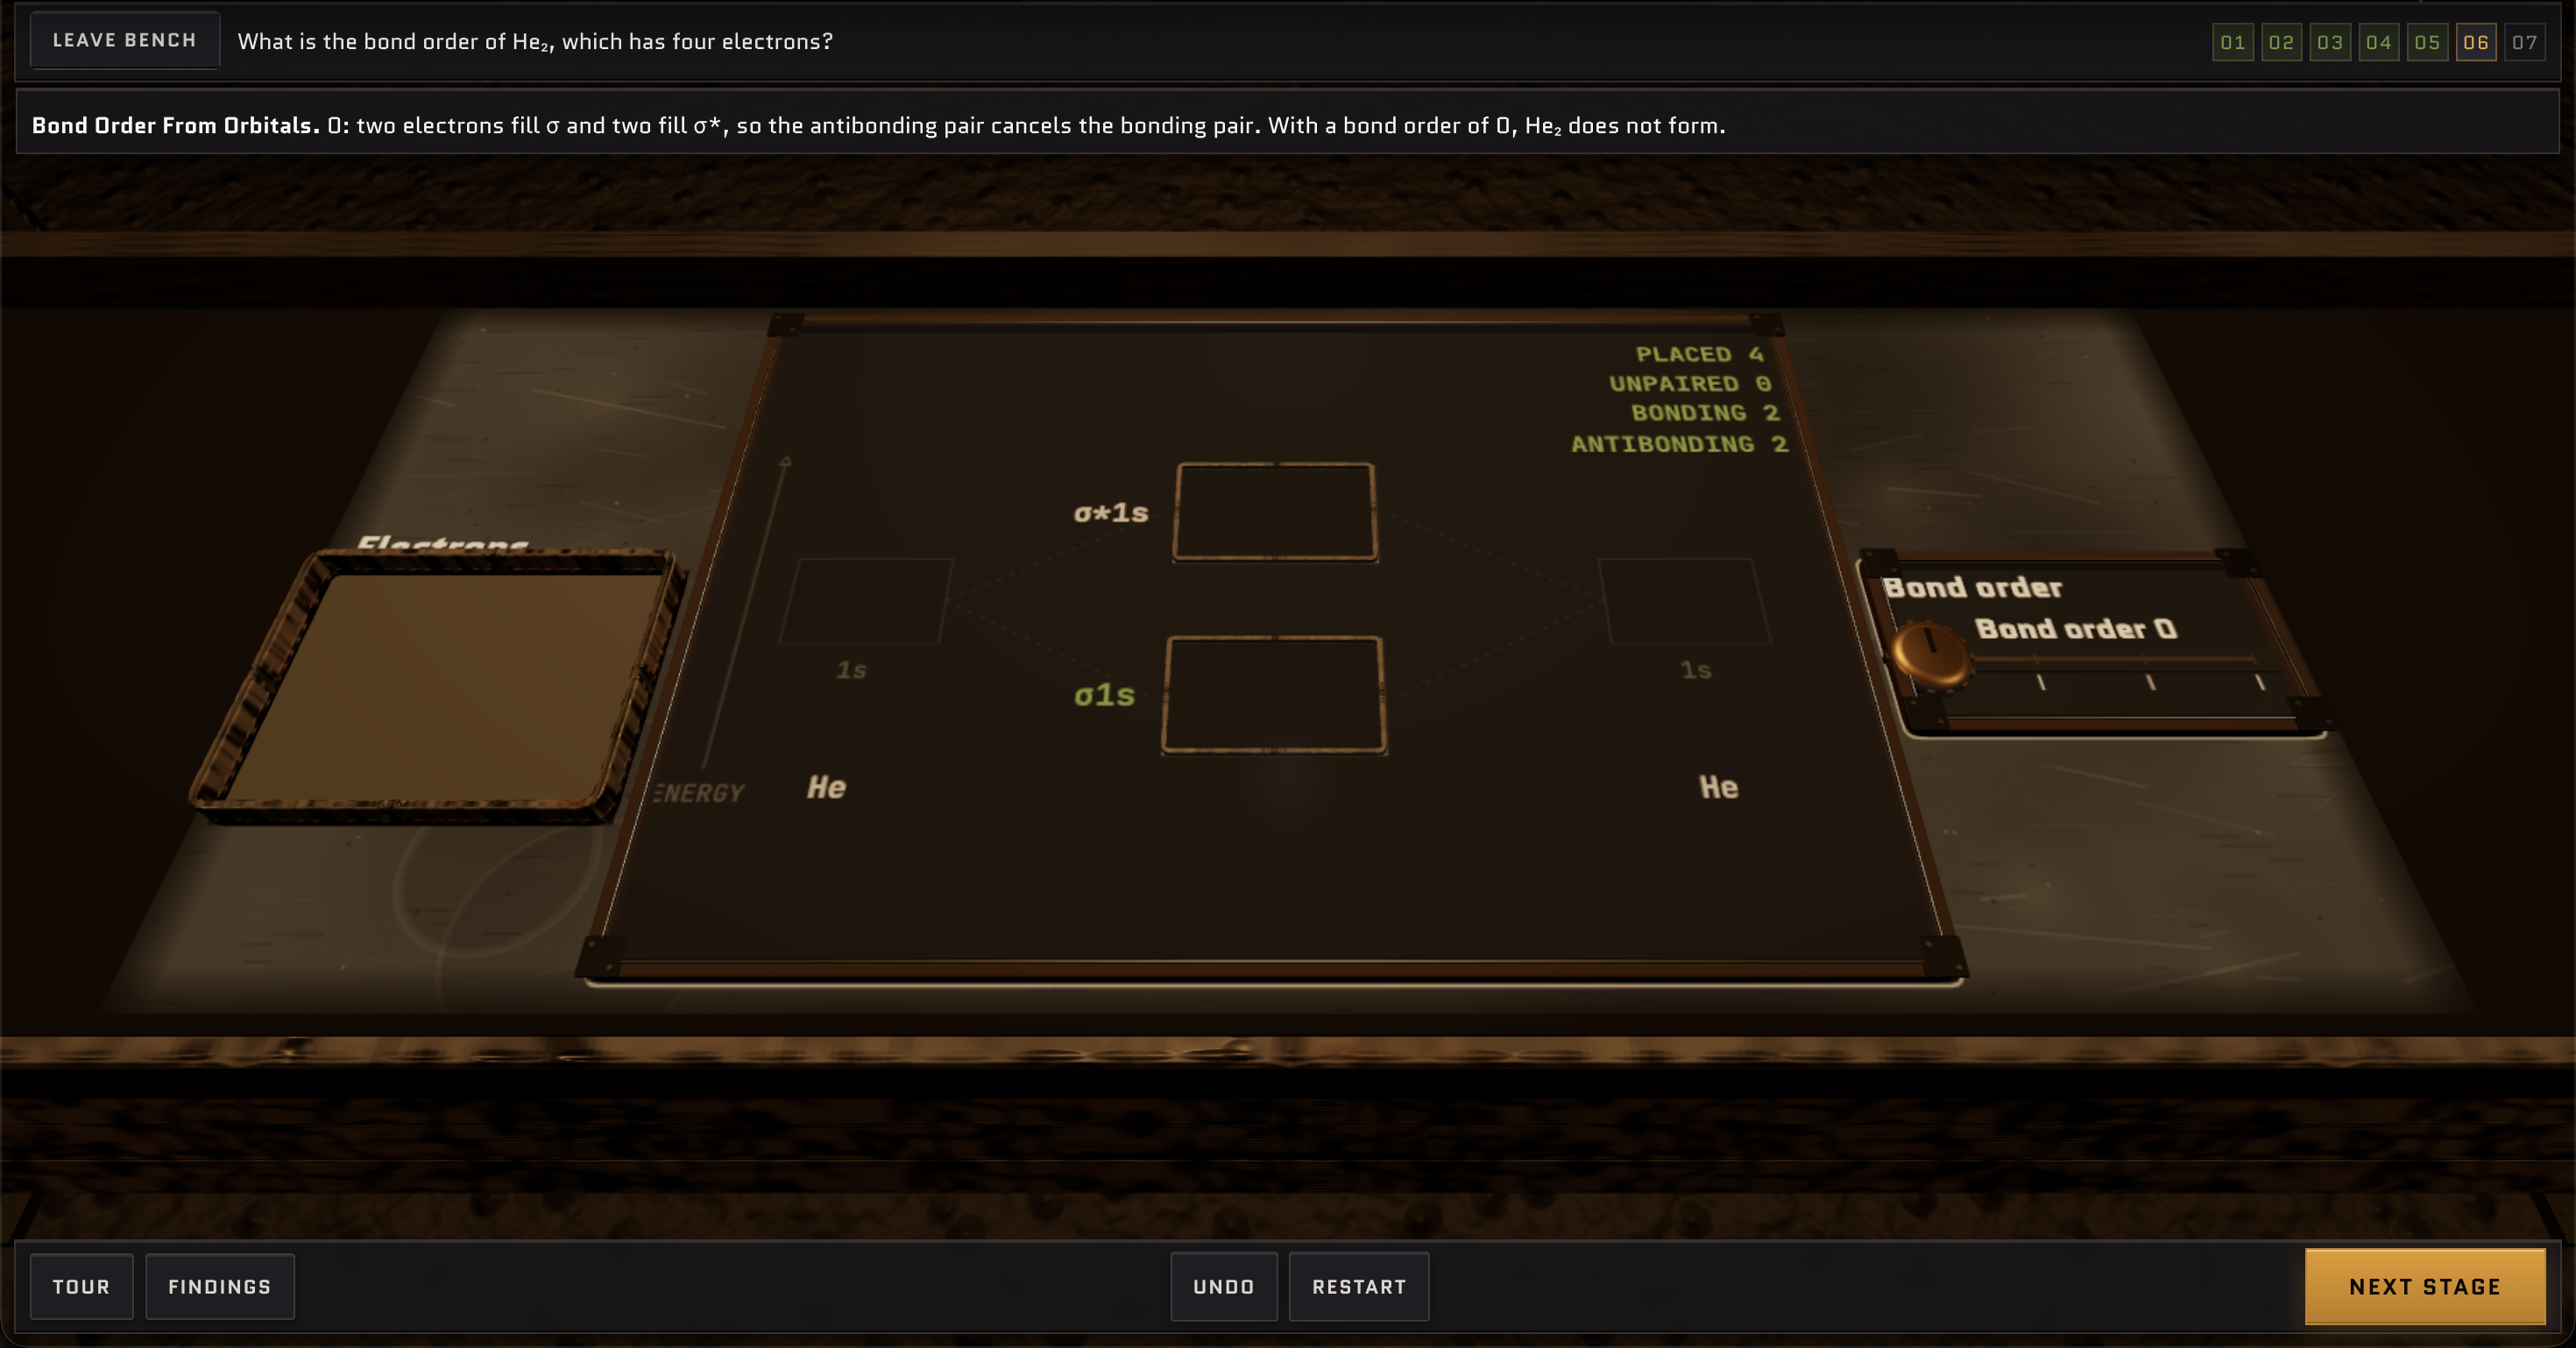 LEAVE BENCH
What is the bond order of He₂, which has four electrons?
01 02 03 04 05 06 07
Bond Order From Orbitals. 0: two electrons fill σ and two fill σ*, so the antibonding pair cancels the bonding pair. With a bond order of 0, He₂ does not form.
PLACED 4
UNPAIRED 0
BONDING 2
ANTIBONDING 2
σ*1s
Electrons
Bond order
Bond order 0
1s
1s
σ1s
ENERGY
He
He
TOUR
FINDINGS
UNDO
RESTART
NEXT STAGE